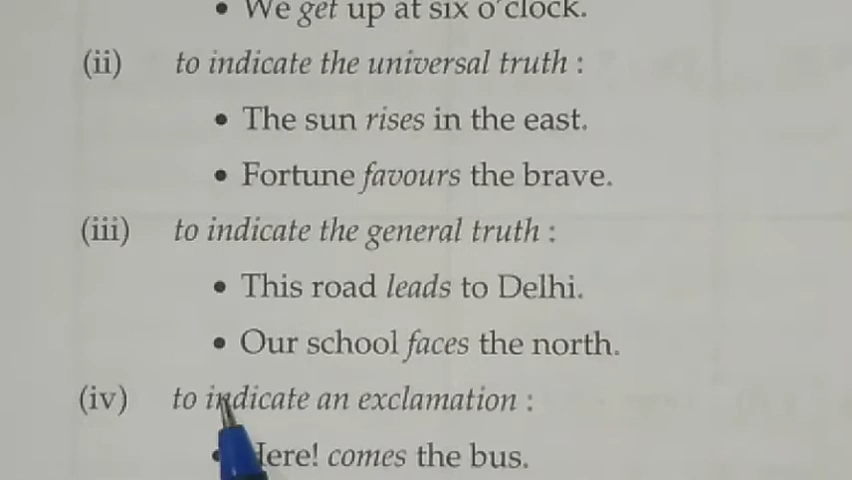 • We get up at six o'clock.
(ii) to indicate the universal truth :
• The sun rises in the east.
• Fortune favours the brave.
(iii) to indicate the general truth :
• This road leads to Delhi.
• Our school faces the north.
(iv) to indicate an exclamation :
• Here! comes the bus.